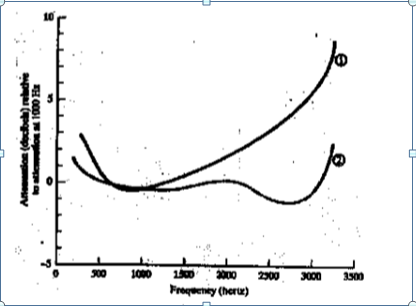 10
Attenuation (decibels) relative
to attenuation at 1000 Hz
①
5
②
0
-5
0 500 1000 1500 2000 2500 3000 3500
Frequency (hertz)